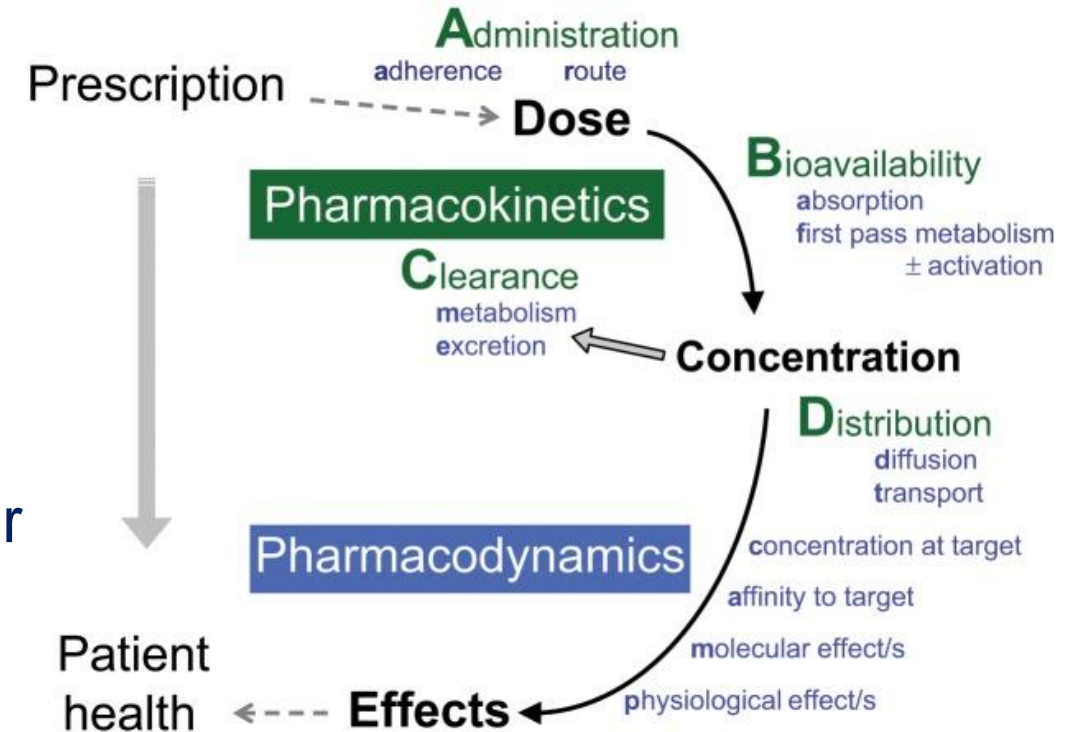 Administration
adherence route
Prescription
Dose
Bioavailability
absorption
first pass metabolism
± activation
Pharmacokinetics
Clearance
metabolism
excretion
Concentration
Distribution
diffusion
transport
r
Pharmacodynamics
concentration at target
affinity to target
molecular effect/s
physiological effect/s
Patient
health
Effects